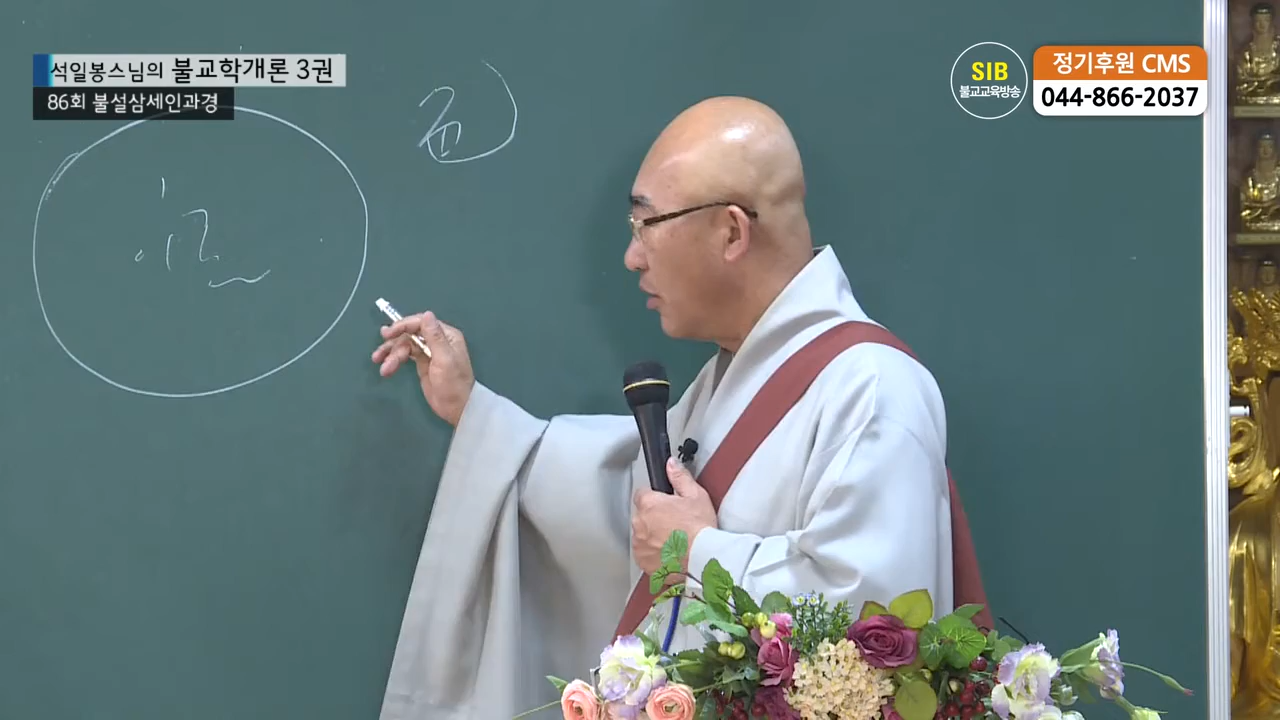 석일봉스님의 불교학개론 3권
86회 불설삼세인과경
SIB
불교교육방송
정기후원 CMS
044-866-2037